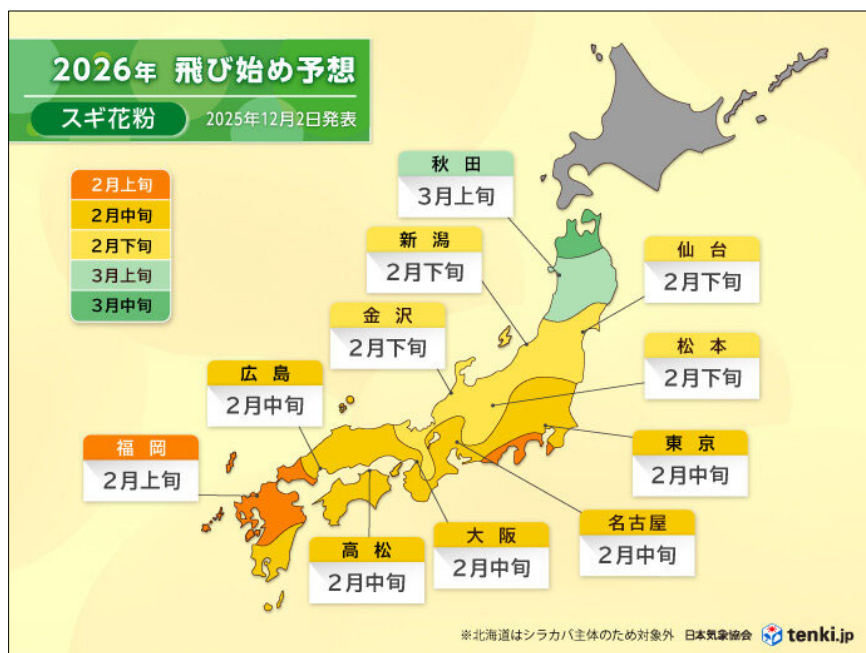 2026年 飛び始め予想
スギ花粉 2025年12月2日発表
2月上旬
2月中旬
2月下旬
3月上旬
3月中旬
秋田
3月上旬
新潟
2月下旬
仙台
2月下旬
金沢
2月下旬
松本
2月下旬
広島
2月中旬
福岡
2月上旬
東京
2月中旬
高松
2月中旬
大阪
2月中旬
名古屋
2月中旬
※北海道はシラカバ主体のため対象外 日本気象協会 tenki.jp